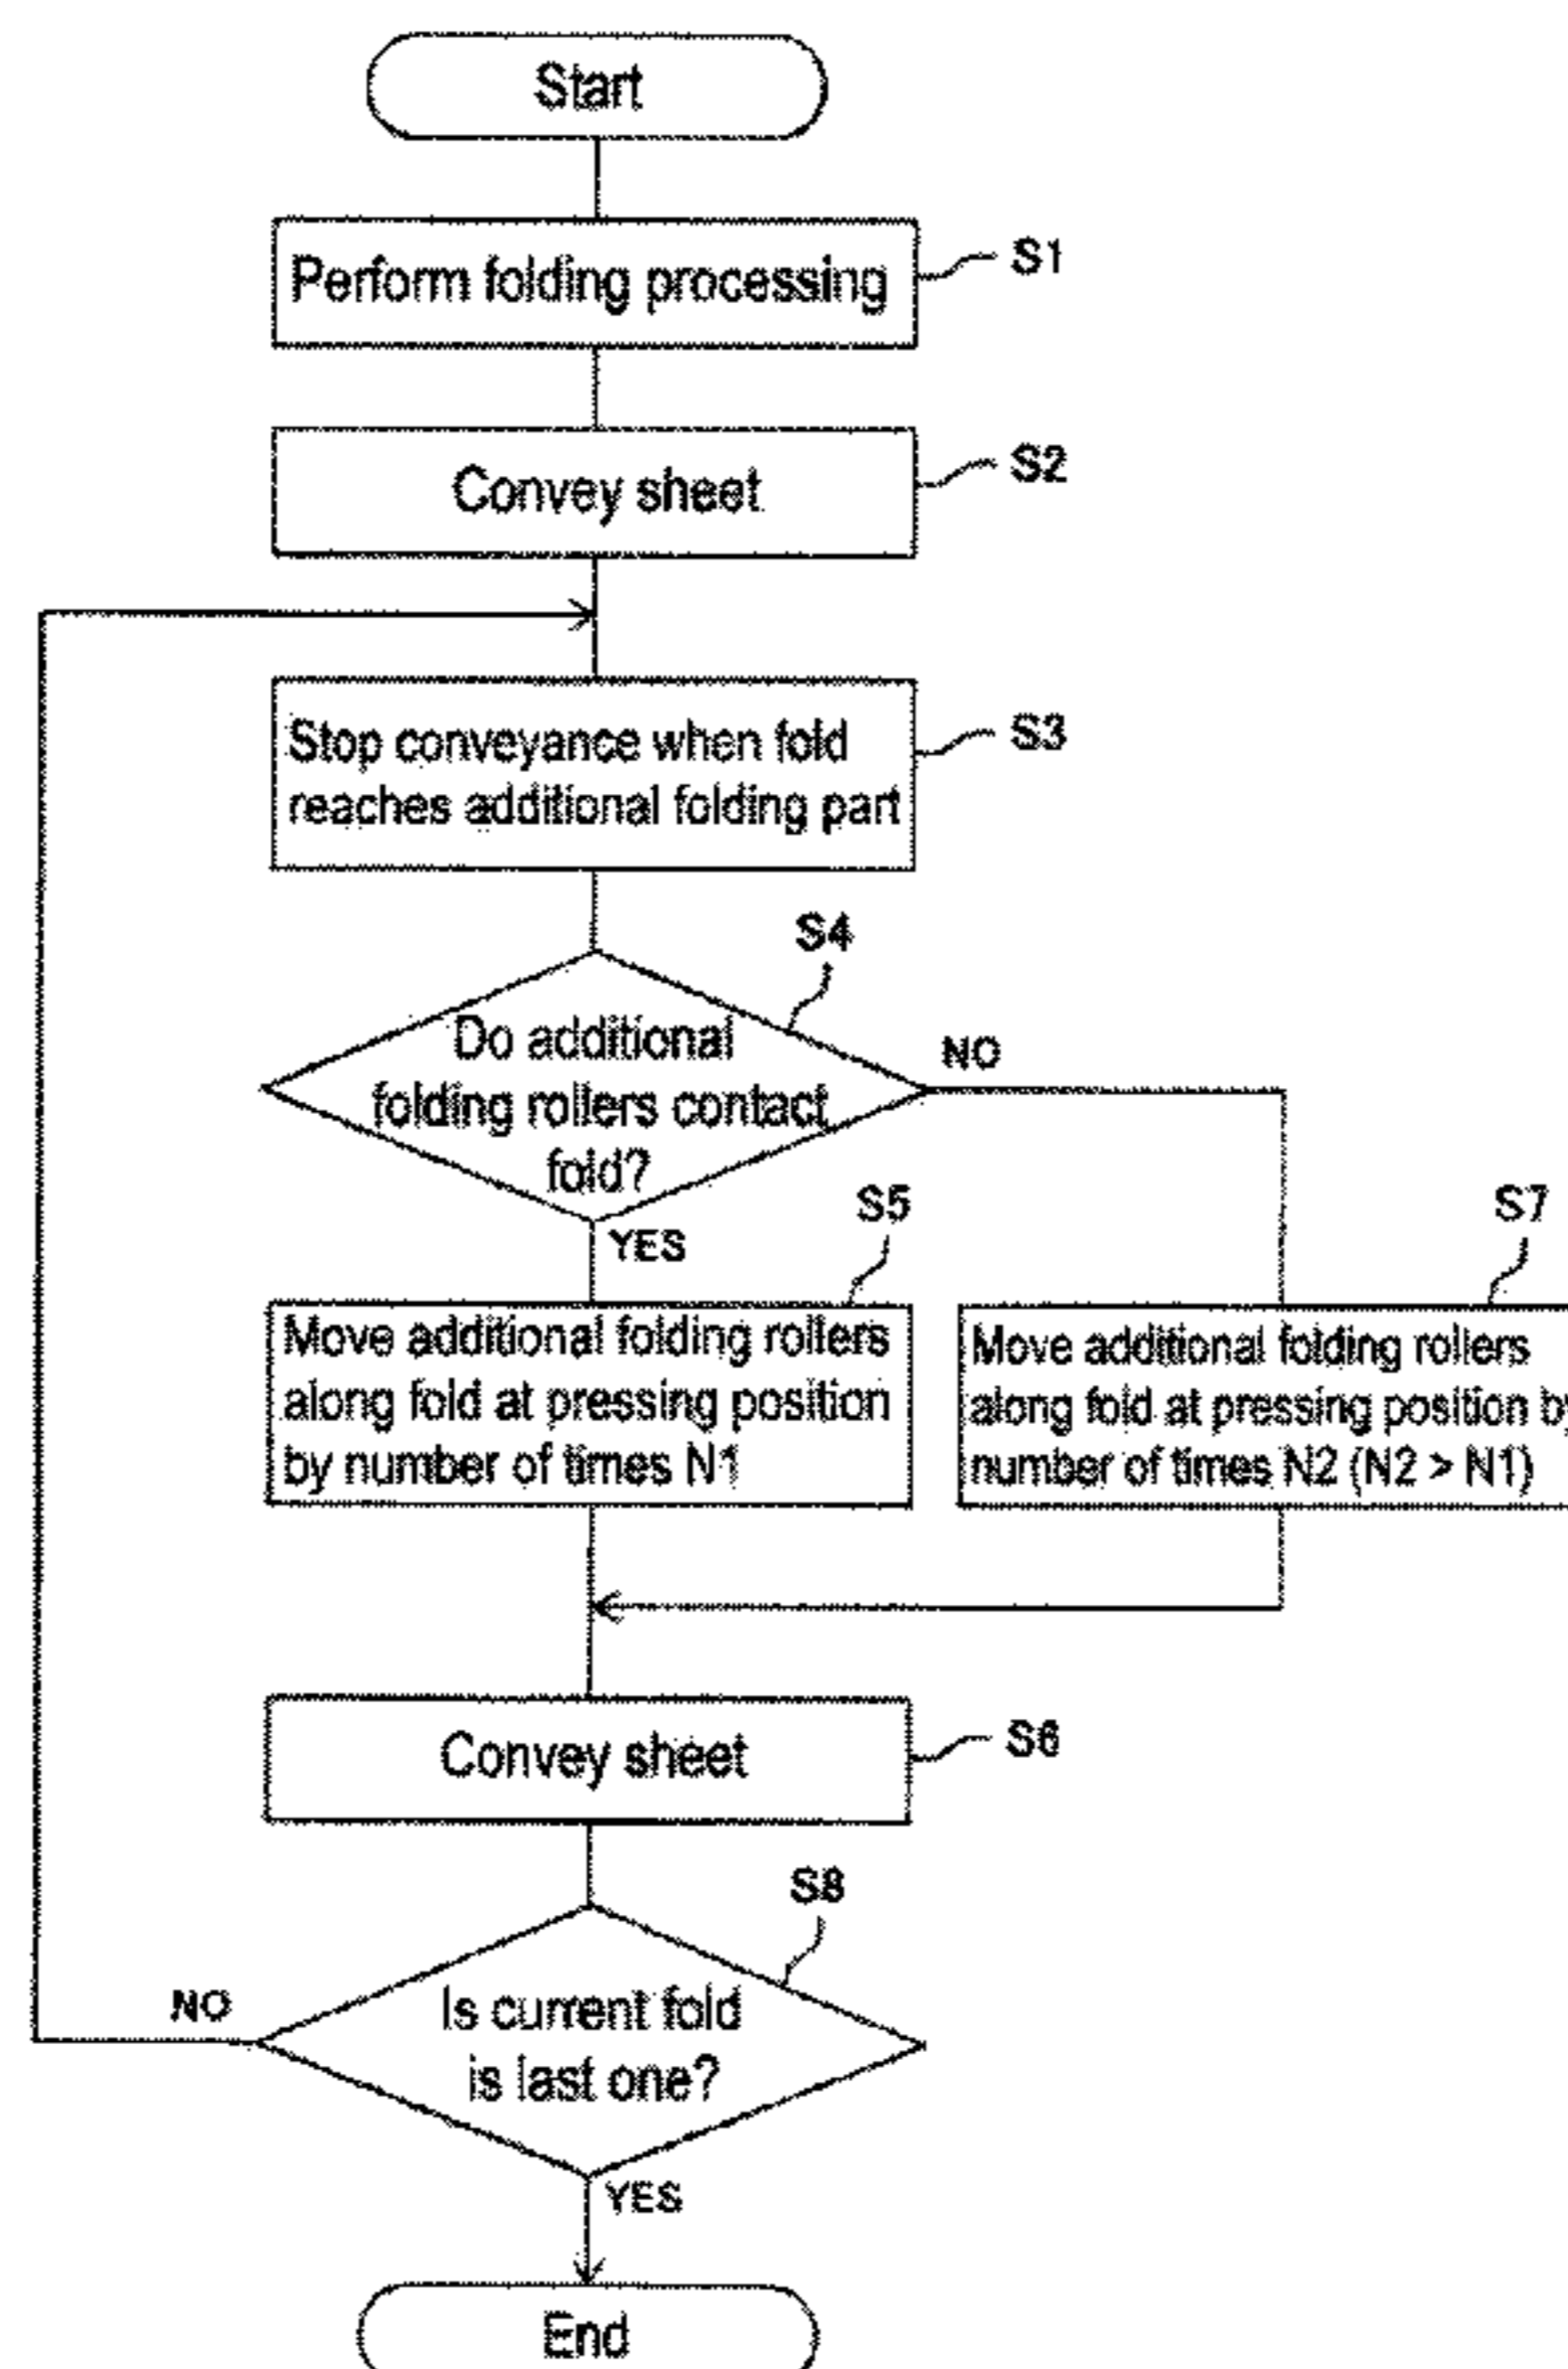 Start
Perform folding processing
S1
Convey sheet
S2
Stop conveyance when fold
reaches additional folding part
S3
S4
Do additional
folding rollers contact
fold?
NO
YES
S5
Move additional folding rollers
along fold at pressing position
by number of times N1
S7
Move additional folding rollers
along fold at pressing position by
number of times N2 (N2 > N1)
Convey sheet
S6
S8
Is current fold
is last one?
NO
YES
End